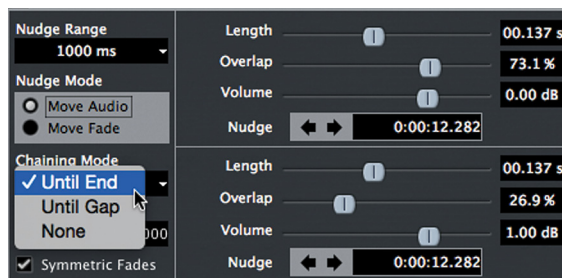 Nudge Range
1000 ms
Nudge Mode
Move Audio
Move Fade
Chaining Mode
Until End
Until Gap
None
000
Symmetric Fades
Length 00.137 s
Overlap 73.1 %
Volume 0.00 dB
Nudge 0:00:12.282
Length 00.137 s
Overlap 26.9 %
Volume 1.00 dB
Nudge 0:00:12.282